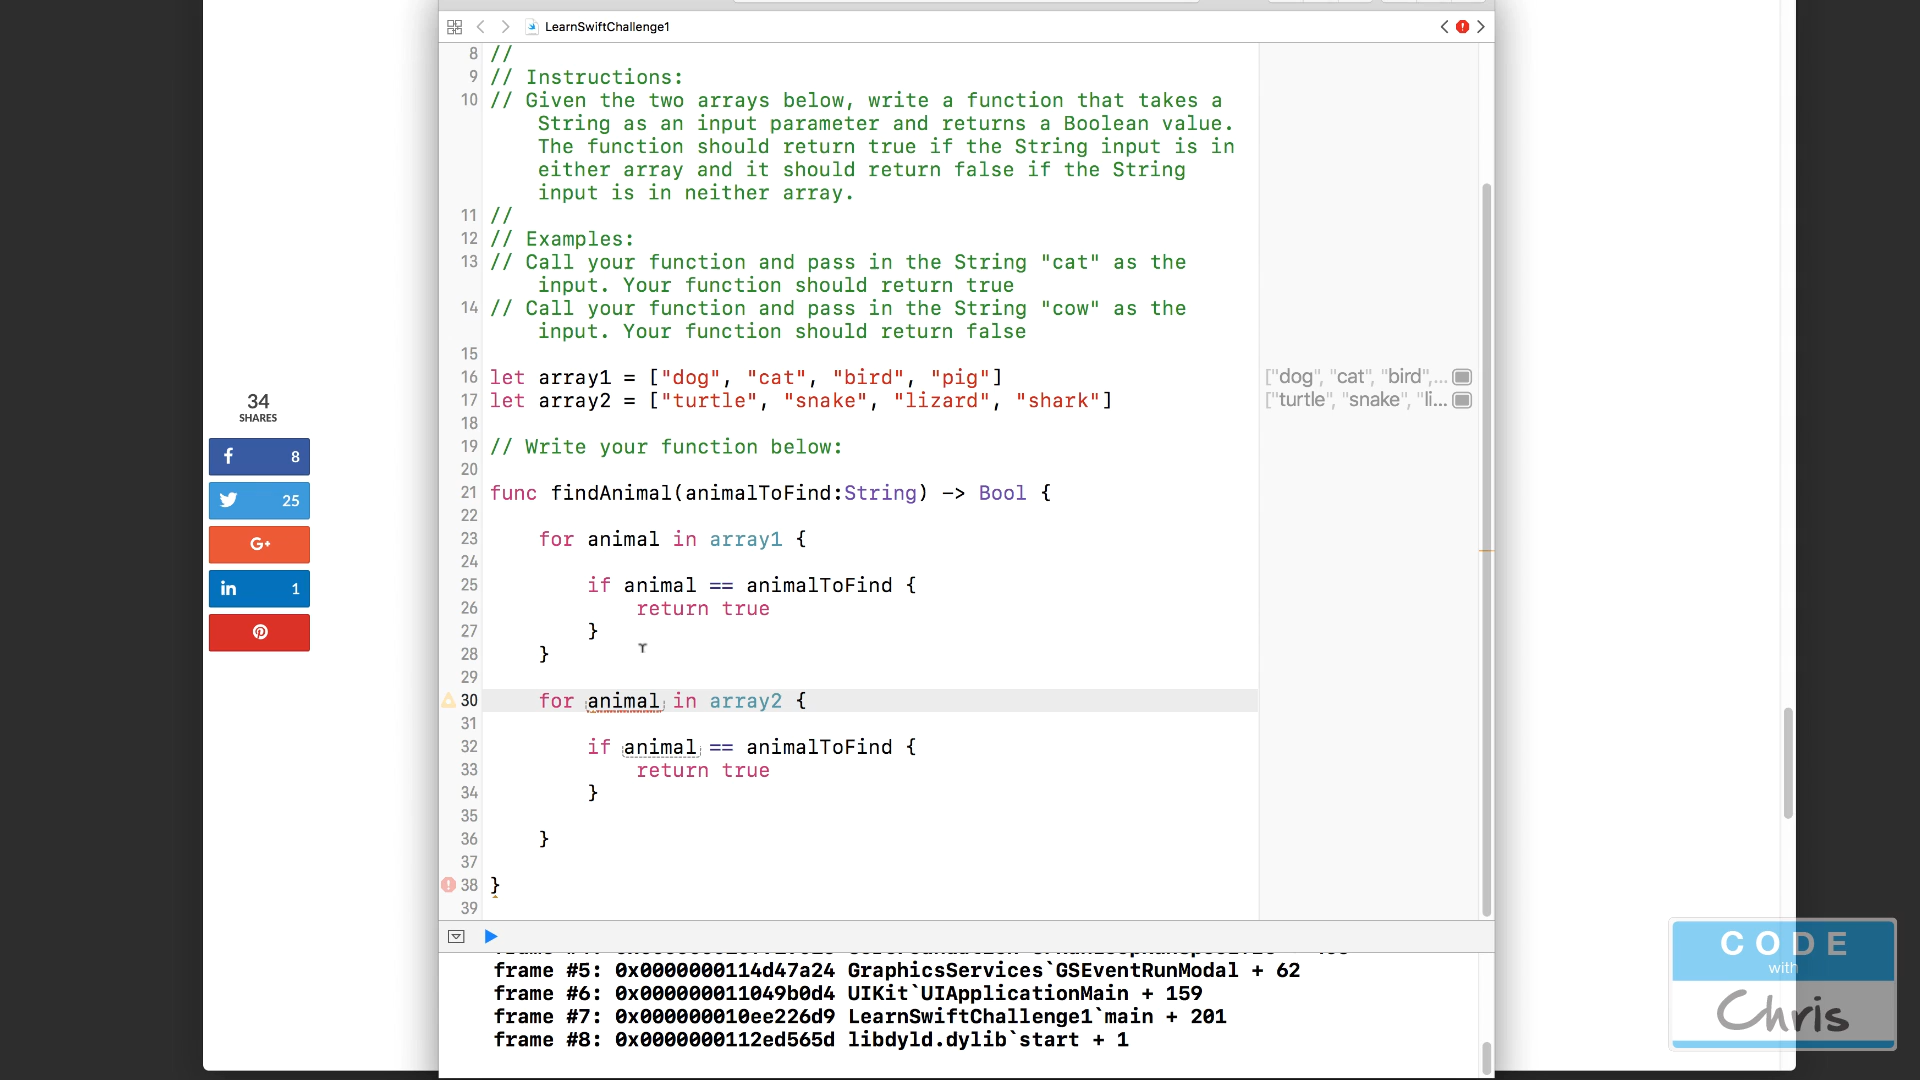 LearnSwiftChallenge1
8 //
9 // Instructions:
10 // Given the two arrays below, write a function that takes a
String as an input parameter and returns a Boolean value.
The function should return true if the String input is in
either array and it should return false if the String
input is in neither array.
11 //
12 // Examples:
13 // Call your function and pass in the String "cat" as the
input. Your function should return true
14 // Call your function and pass in the String "cow" as the
input. Your function should return false
15
16 let array1 = ["dog", "cat", "bird", "pig"]
["dog", "cat", "bird",...
17 let array2 = ["turtle", "snake", "lizard", "shark"]
["turtle", "snake", "li...
18
19 // Write your function below:
20
21 func findAnimal(animalToFind:String) -> Bool {
22
23 for animal in array1 {
24
25 if animal == animalToFind {
26 return true
27 }
28 }
29
30 for animal in array2 {
31
32 if animal == animalToFind {
33 return true
34 }
35
36 }
37
38 }
39
frame #5: 0x0000000114d47a24 GraphicsServices`GSEventRunModal + 62
frame #6: 0x000000011049b0d4 UIKit`UIApplicationMain + 159
frame #7: 0x000000010ee226d9 LearnSwiftChallenge1`main + 201
frame #8: 0x0000000112ed565d libdyld.dylib`start + 1
34
SHARES
f 8
25
G+
in 1
CODE
with
Chris